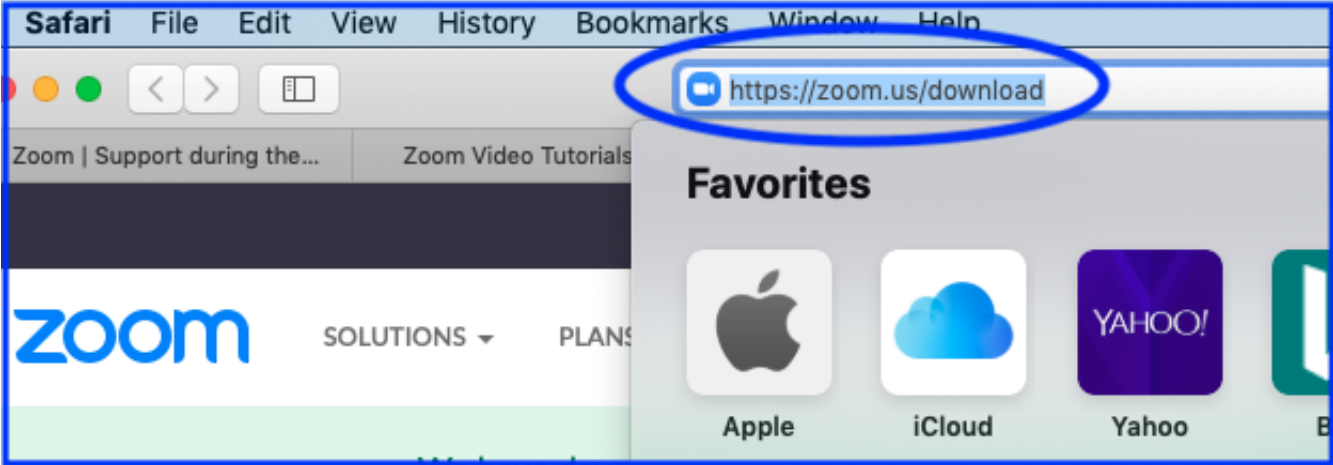 Safari File Edit View History Bookmarks Window Help
https://zoom.us/download
Zoom | Support during the... Zoom Video Tutorials
Favorites
zoom SOLUTIONS PLANS
YAHOO!
Apple iCloud Yahoo B